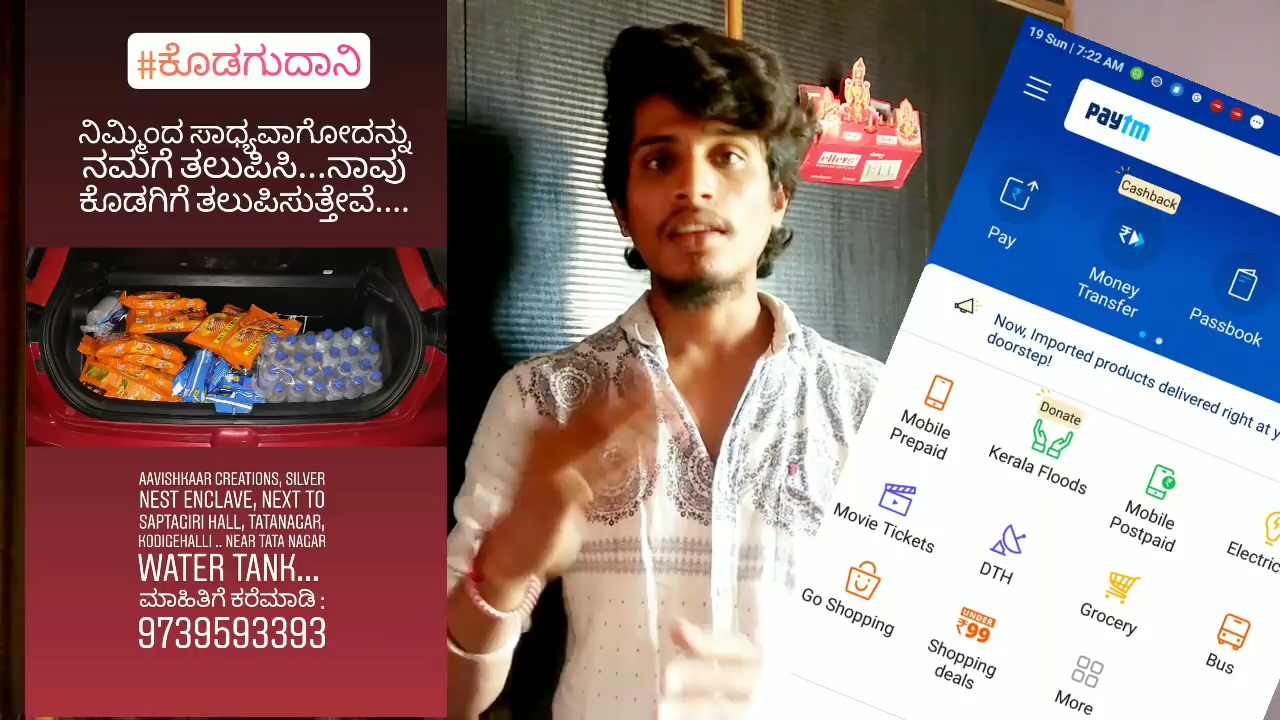 #ಕೊಡಗುದಾನಿ
ನಿಮ್ಮಿಂದ ಸಾಧ್ಯವಾಗೋದನ್ನು
ನಮಗೆ ತಲುಪಿಸಿ...ನಾವು
ಕೊಡಗಿಗೆ ತಲುಪಿಸುತ್ತೇವೆ....
AAVISHKAAR CREATIONS, SILVER
NEST ENCLAVE, NEXT TO
SAPTAGIRI HALL, TATANAGAR,
KODIGEHALLI .. NEAR TATA NAGAR
WATER TANK...
ಮಾಹಿತಿಗೆ ಕರೆಮಾಡಿ :
9739593393
19 Sun | 7:22 AM
paytm
Cashback
Pay
Money
Transfer
Passbook
Now, Imported products delivered right at y
doorstep!
Mobile
Prepaid
Donate
Kerala Floods
Mobile
Postpaid
Electric
Movie Tickets
DTH
Grocery
Bus
Go Shopping
UNDER
₹99
Shopping
deals
More